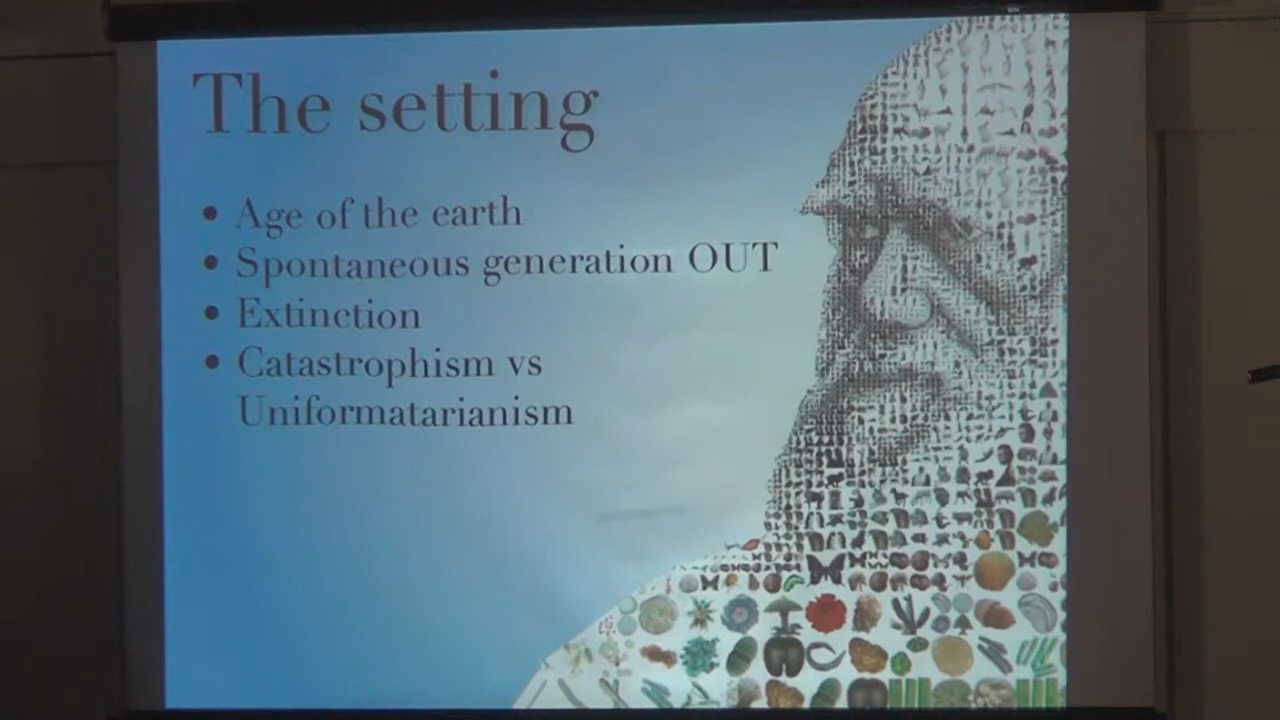 The setting
• Age of the earth
• Spontaneous generation OUT
• Extinction
• Catastrophism vs
Uniformatarianism